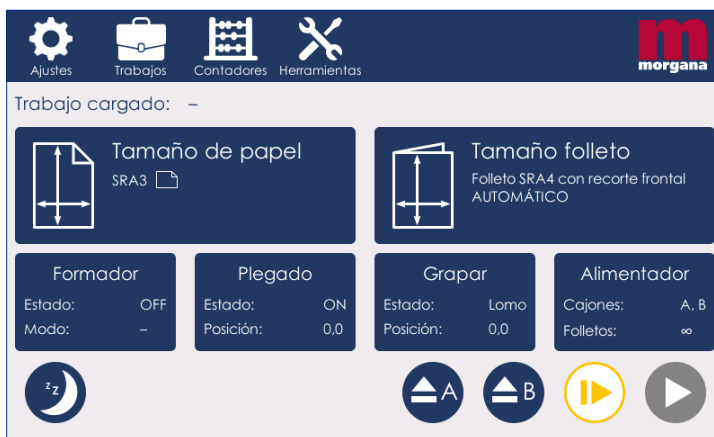 Ajustes
Trabajos
Contadores
Herramientas
morgana
Trabajo cargado: –
Tamaño de papel
SRA3
Tamaño folleto
Folleto SRA4 con recorte frontal
AUTOMÁTICO
Formador
Estado: OFF
Modo: –
Plegado
Estado: ON
Posición: 0,0
Grapar
Estado: Lomo
Posición: 0,0
Alimentador
Cajones: A, B
Folletos: ∞
z z
A
B